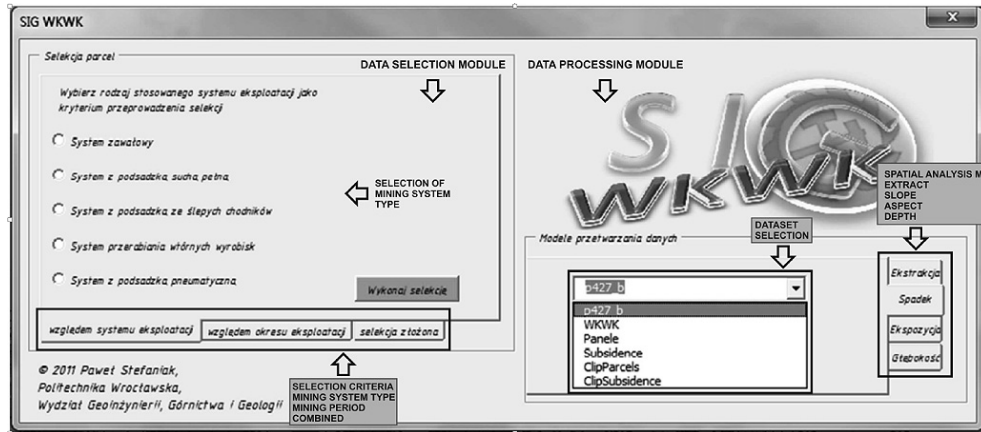 SIG WKWK
Selekcja parcel
DATA SELECTION MODULE
Wybierz rodzaj stosowanego systemu eksploatacji jako
kryterium przeprowadzenia selekcji
System zawałowy
System z podsadzką suchą pełną
System z podsadzką ze ślepych chodników
System przerabiania wtórnych wyrobisk
System z podsadzką pneumatyczną
SELECTION OF
MINING SYSTEM
TYPE
Wykonaj selekcję
względem systemu eksploatacji
względem okresu eksploatacji
selekcja złożona
© 2011 Paweł Stefaniak,
Politechnika Wrocławska,
Wydział Geoinżynierii, Górnictwa i Geologii
SELECTION CRITERIA
MINING SYSTEM TYPE
MINING PERIOD
COMBINED
DATA PROCESSING MODULE
SIG
WKWK
SPATIAL ANALYSIS M
EXTRACT
SLOPE
ASPECT
DEPTH
DATASET
SELECTION
Modele przetwarzania danych
p427_b
p427_b
WKWK
Panele
Subsidence
ClipParcels
ClipSubsidence
Ekstrakcja
Spadek
Ekspozycja
Głębokość